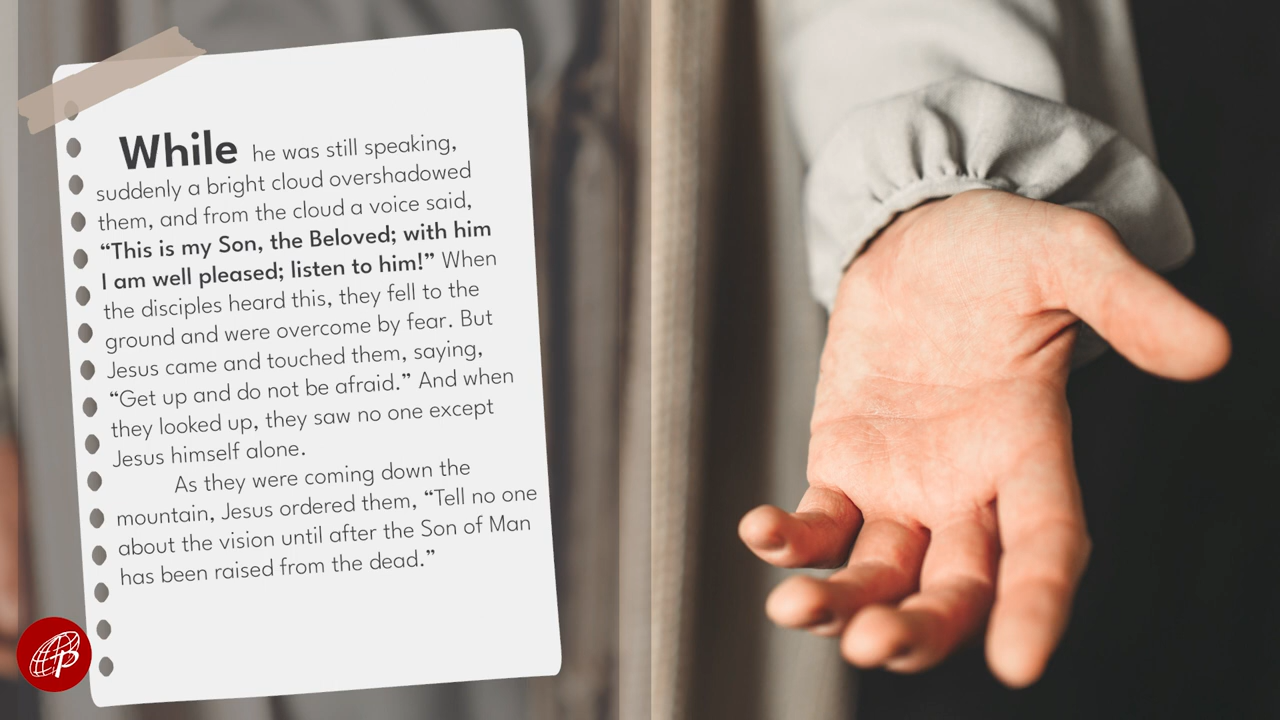 While he was still speaking,
suddenly a bright cloud overshadowed
them, and from the cloud a voice said,
“This is my Son, the Beloved; with him
I am well pleased; listen to him!” When
the disciples heard this, they fell to the
ground and were overcome by fear. But
Jesus came and touched them, saying,
“Get up and do not be afraid.” And when
they looked up, they saw no one except
Jesus himself alone.
As they were coming down the
mountain, Jesus ordered them, “Tell no one
about the vision until after the Son of Man
has been raised from the dead.”